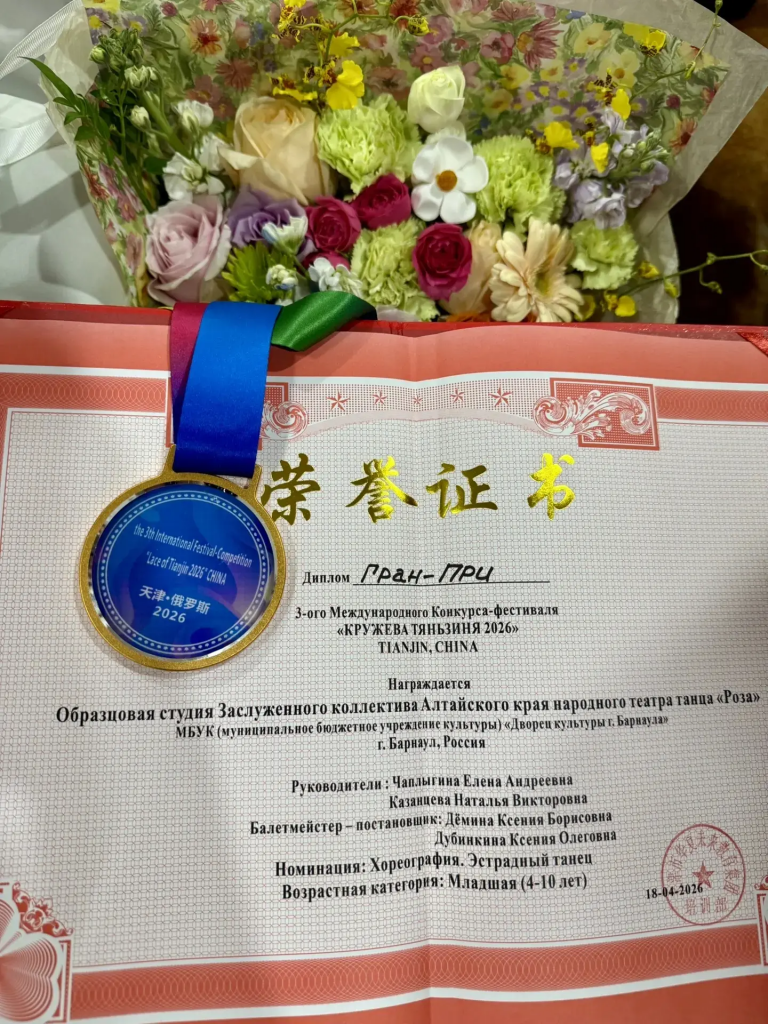 荣誉证书
the 3th International Festival-Competition
"Lace of Tianjin 2026" CHINA
天津·俄罗斯
2026
Диплом Гран-При
3-ого Международного Конкурса-фестиваля
«КРУЖЕВА ТЯНЬЗИНЯ 2026»
TIANJIN, CHINA
Награждается
Образцовая студия Заслуженного коллектива Алтайского края народного театра танца «Роза»
МБУК (муниципальное бюджетное учреждение культуры) «Дворец культуры г. Барнаула»
г. Барнаул, Россия
Руководители : Чаплыгина Елена Андреевна
Казанцева Наталья Викторовна
Балетмейстер – постановщик: Дёмина Ксения Борисовна
Дубинкина Ксения Олеговна
Номинация: Хореография. Эстрадный танец
Возрастная категория: Младшая (4-10 лет)
18-04-2026
培训部